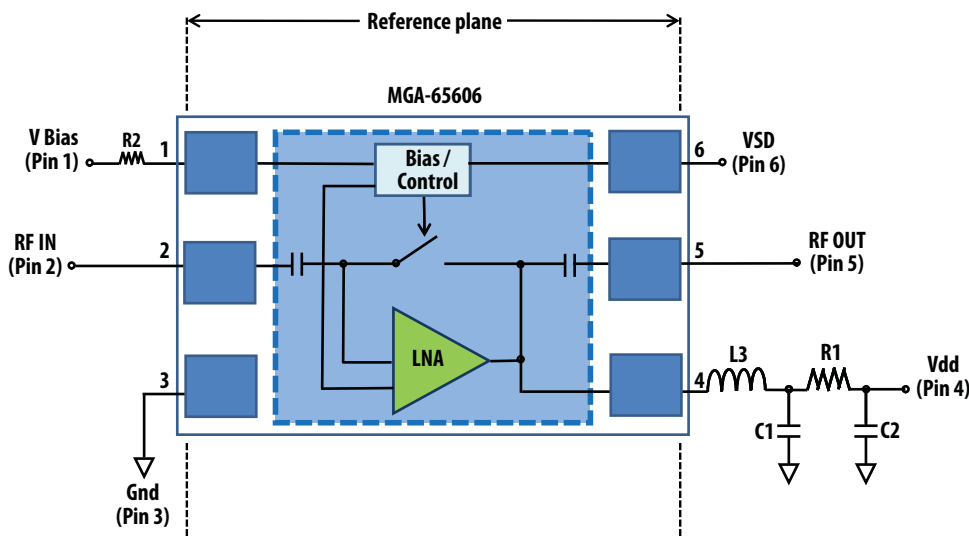 Reference plane
MGA-65606
V Bias
(Pin 1)
R2
1
Bias /
Control
6
VSD
(Pin 6)
RF IN
(Pin 2)
2
5
RF OUT
(Pin 5)
LNA
3
4
L3
R1
Vdd
(Pin 4)
C1
C2
Gnd
(Pin 3)